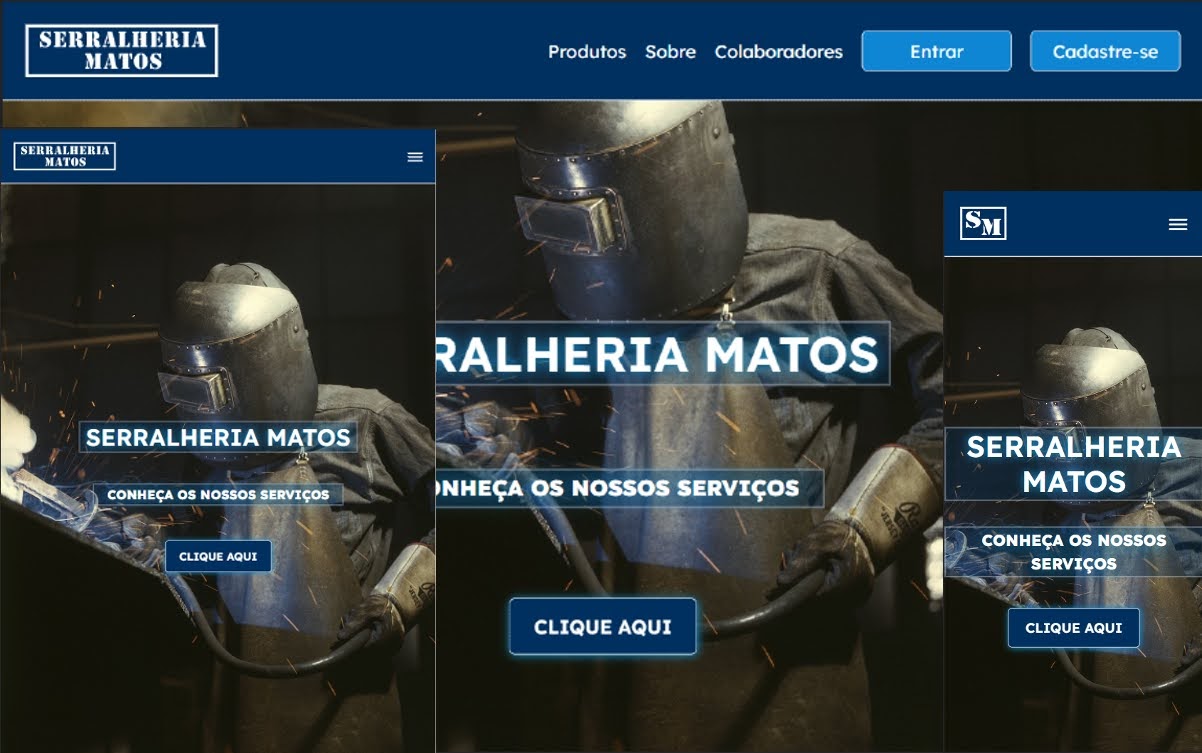 SERRALHERIA
MATOS
Produtos Sobre Colaboradores Entrar Cadastre-se
SERRALHERIA
MATOS
SERRALHERIA MATOS
CONHEÇA OS NOSSOS SERVIÇOS
CLIQUE AQUI
RALHERIA MATOS
ONHEÇA OS NOSSOS SERVIÇOS
CLIQUE AQUI
SM
SERRALHERIA
MATOS
CONHEÇA OS NOSSOS
SERVIÇOS
CLIQUE AQUI